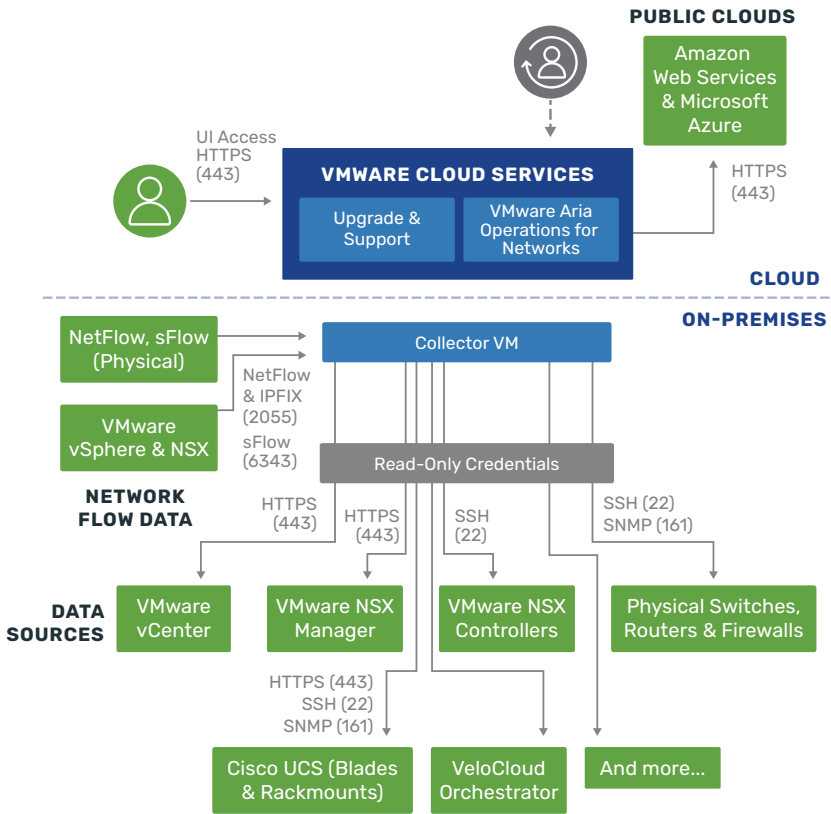 PUBLIC CLOUDS
Amazon
Web Services
& Microsoft
Azure
UI Access
HTTPS
(443)
VMWARE CLOUD SERVICES
Upgrade &
Support
VMware Aria
Operations for
Networks
HTTPS
(443)
CLOUD
ON-PREMISES
NetFlow, sFlow
(Physical)
Collector VM
NetFlow
& IPFIX
(2055)
sFlow
(6343)
VMware
vSphere & NSX
Read-Only Credentials
NETWORK
FLOW DATA
HTTPS
(443)
HTTPS
(443)
SSH
(22)
SSH (22)
SNMP (161)
DATA
SOURCES
VMware
vCenter
VMware NSX
Manager
VMware NSX
Controllers
Physical Switches,
Routers & Firewalls
HTTPS (443)
SSH (22)
SNMP (161)
Cisco UCS (Blades
& Rackmounts)
VeloCloud
Orchestrator
And more...